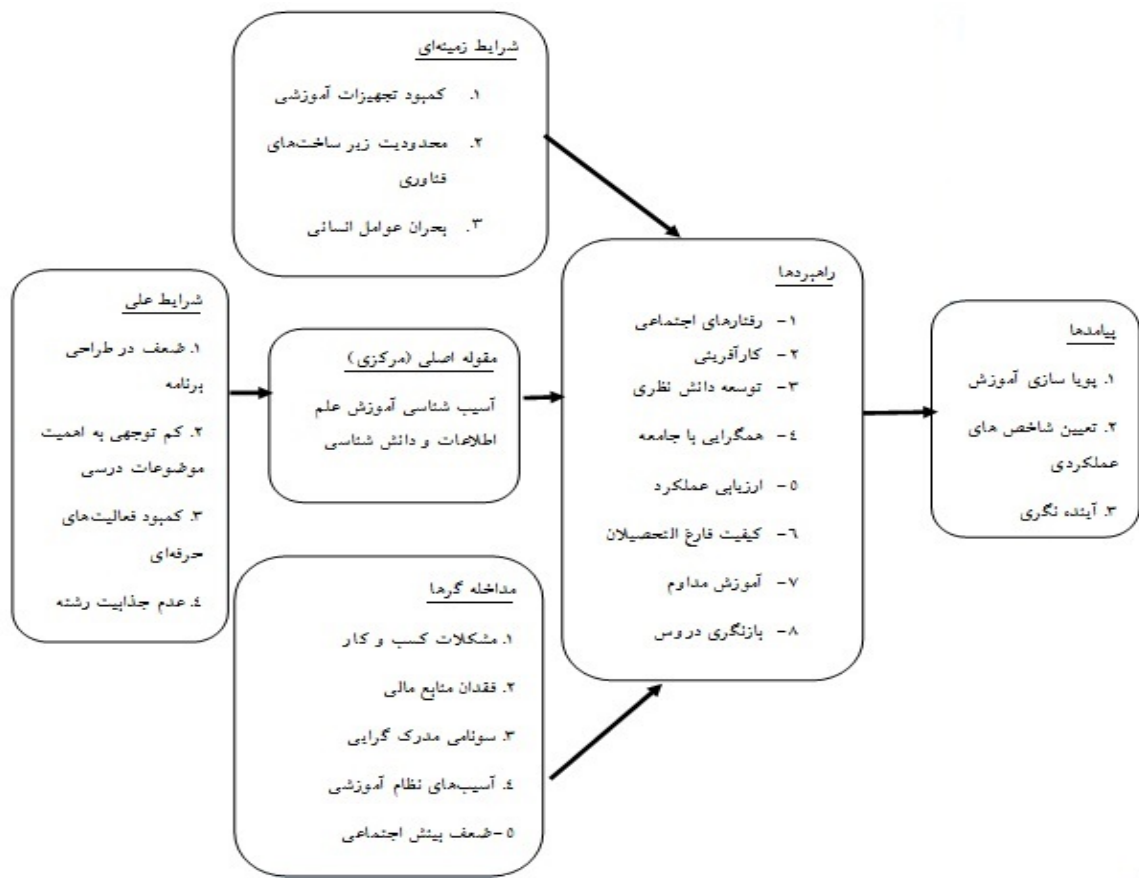 شرایط زمینه‌ای
۱. کمبود تجهیزات آموزشی
۲. محدودیت زیر ساخت‌های
فناوری
۳. بحران عوامل انسانی
شرایط علی
۱. ضعف در طراحی
برنامه
۲. کم توجهی به اهمیت
موضوعات درسی
۳. کمبود فعالیت‌های
حرفه‌ای
۴. عدم جذابیت رشته
مقوله اصلی (مرکزی)
آسیب شناسی آموزش علم
اطلاعات و دانش شناسی
مداخله گرها
۱. مشکلات کسب و کار
۲. فقدان منابع مالی
۳. سونامی مدرک گرایی
۴. آسیب‌های نظام آموزشی
۵-ضعف بینش اجتماعی
راهبردها
۱- رفتارهای اجتماعی
۲- کارآفرینی
۳- توسعه دانش نظری
۴- همگرایی با جامعه
۵- ارزیابی عملکرد
۶- کیفیت فارغ التحصیلان
۷- آموزش مداوم
۸- بازنگری دروس
پیامدها
۱. پویا سازی آموزش
۲. تعیین شاخص های
عملکردی
۳. آینده نگری